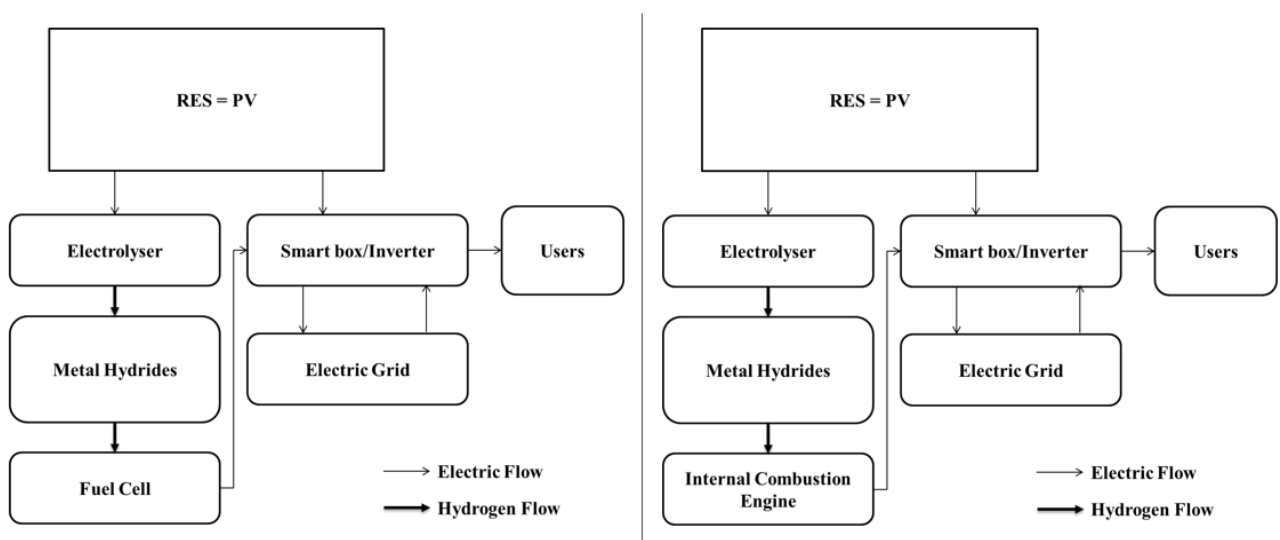 RES = PV
Electrolyser
Smart box/Inverter
Users
Metal Hydrides
Electric Grid
Fuel Cell
Electric Flow
Hydrogen Flow
RES = PV
Electrolyser
Smart box/Inverter
Users
Metal Hydrides
Electric Grid
Internal Combustion
Engine
Electric Flow
Hydrogen Flow